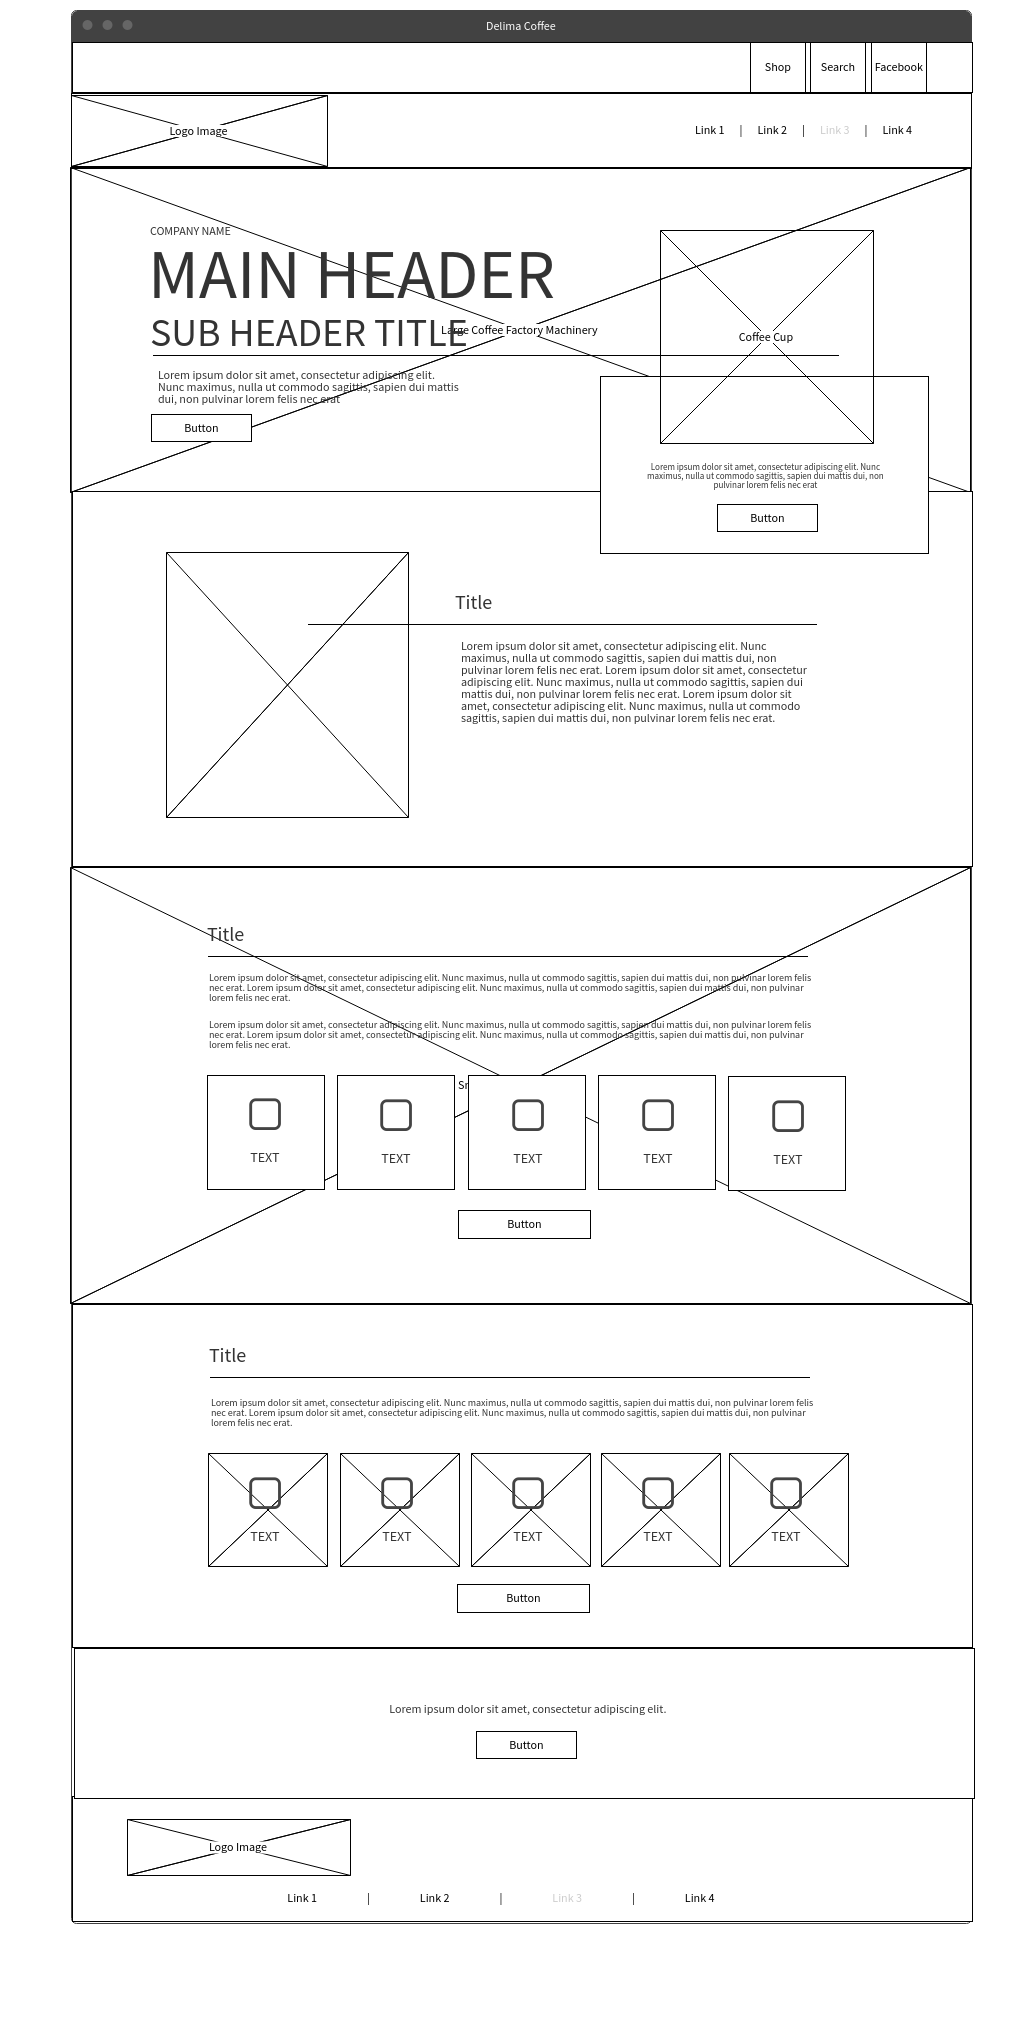 Delima Coffee
Shop Search Facebook
Logo Image
Link 1 | Link 2 | Link 3 | Link 4
COMPANY NAME
MAIN HEADER
SUB HEADER TITLE
Large Coffee Factory Machinery
Coffee Cup
Lorem ipsum dolor sit amet, consectetur adipiscing elit.
Nunc maximus, nulla ut commodo sagittis, sapien dui mattis
dui, non pulvinar lorem felis nec erat
Button
Lorem ipsum dolor sit amet, consectetur adipiscing elit. Nunc
maximus, nulla ut commodo sagittis, sapien dui mattis dui, non
pulvinar lorem felis nec erat
Button
Title
Lorem ipsum dolor sit amet, consectetur adipiscing elit. Nunc
maximus, nulla ut commodo sagittis, sapien dui mattis dui, non
pulvinar lorem felis nec erat. Lorem ipsum dolor sit amet, consectetur
adipiscing elit. Nunc maximus, nulla ut commodo sagittis, sapien dui
mattis dui, non pulvinar lorem felis nec erat. Lorem ipsum dolor sit
amet, consectetur adipiscing elit. Nunc maximus, nulla ut commodo
sagittis, sapien dui mattis dui, non pulvinar lorem felis nec erat.
Title
Lorem ipsum dolor sit amet, consectetur adipiscing elit. Nunc maximus, nulla ut commodo sagittis, sapien dui mattis dui, non pulvinar lorem felis
nec erat. Lorem ipsum dolor sit amet, consectetur adipiscing elit. Nunc maximus, nulla ut commodo sagittis, sapien dui mattis dui, non pulvinar
lorem felis nec erat.
Lorem ipsum dolor sit amet, consectetur adipiscing elit. Nunc maximus, nulla ut commodo sagittis, sapien dui mattis dui, non pulvinar lorem felis
nec erat. Lorem ipsum dolor sit amet, consectetur adipiscing elit. Nunc maximus, nulla ut commodo sagittis, sapien dui mattis dui, non pulvinar
lorem felis nec erat.
TEXT TEXT TEXT TEXT TEXT
Button
Title
Lorem ipsum dolor sit amet, consectetur adipiscing elit. Nunc maximus, nulla ut commodo sagittis, sapien dui mattis dui, non pulvinar lorem felis
nec erat. Lorem ipsum dolor sit amet, consectetur adipiscing elit. Nunc maximus, nulla ut commodo sagittis, sapien dui mattis dui, non pulvinar
lorem felis nec erat.
TEXT TEXT TEXT TEXT TEXT
Button
Lorem ipsum dolor sit amet, consectetur adipiscing elit.
Button
Logo Image
Link 1 | Link 2 | Link 3 | Link 4